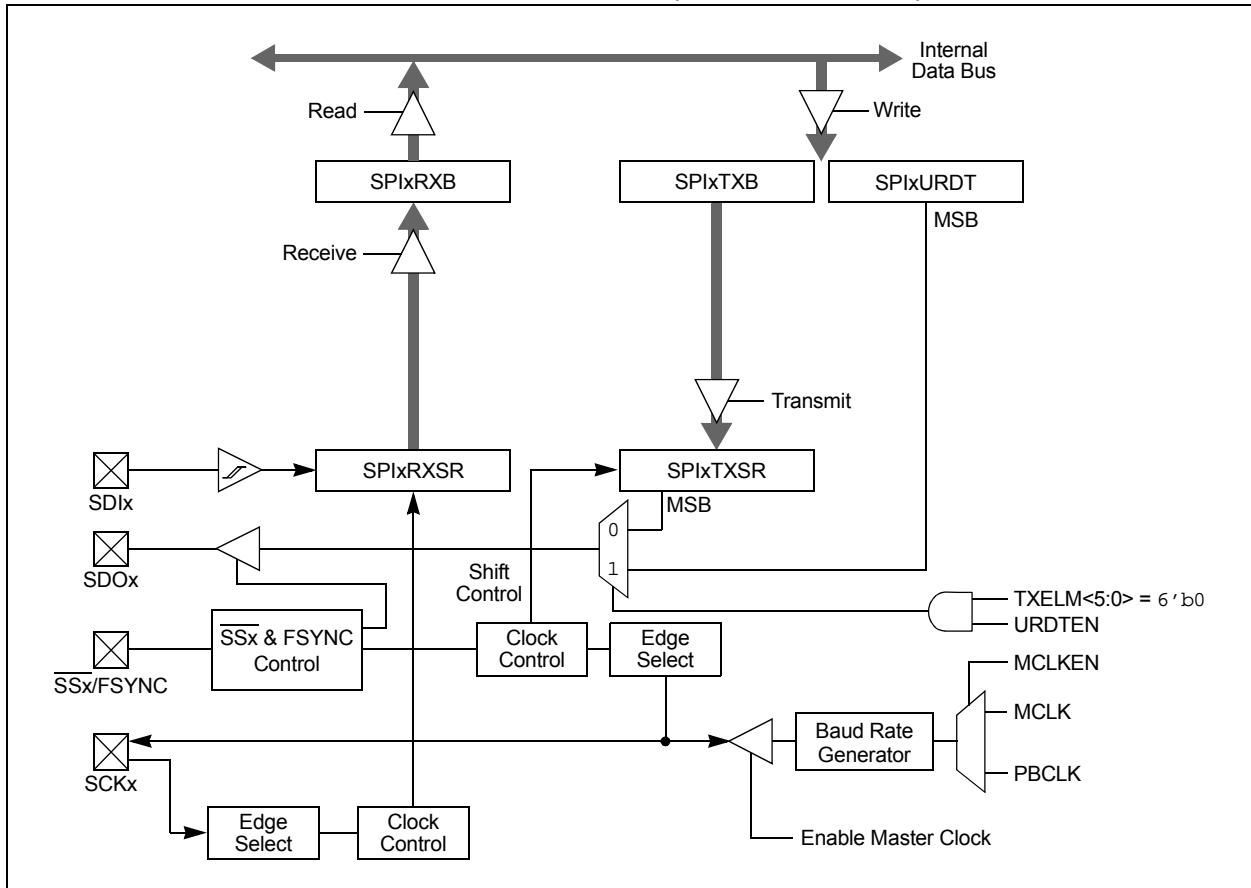 Internal
Data Bus
Read
Write
SPIxRXB
SPIxTXB
SPIxURDT
MSB
Receive
Transmit
SPIxRXSR
SPIxTXSR
SDIx
MSB
0
1
SDOx
Shift
Control
TXELM<5:0> = 6'b0
URDTEN
SSx & FSYNC
Control
Clock
Control
Edge
Select
SSx/FSYNC
MCLKEN
MCLK
Baud Rate
Generator
PBCLK
SCKx
Edge
Select
Clock
Control
Enable Master Clock